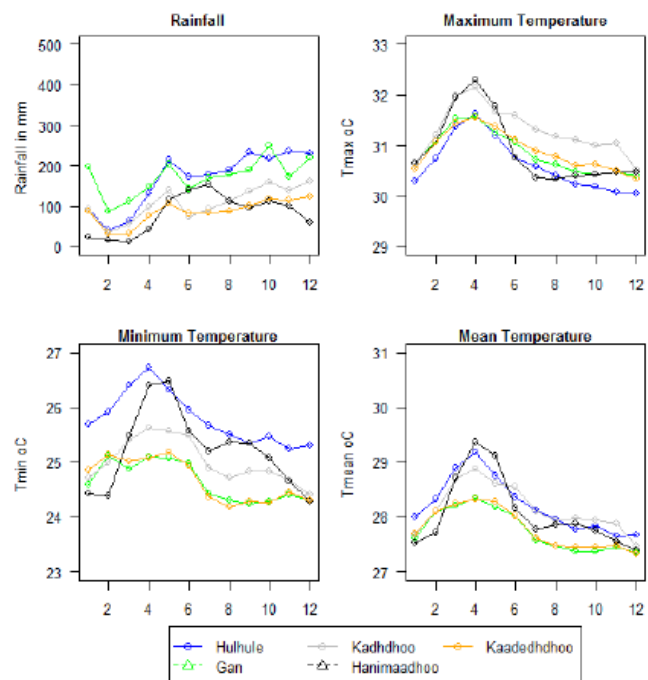 Rainfall
Maximum Temperature
Rainfall in mm
500
400
300
200
100
0
2 4 6 8 10 12
Tmax oC
33
32
31
30
29
2 4 6 8 10 12
Minimum Temperature
Mean Temperature
Tmin oC
27
26
25
24
23
2 4 6 8 10 12
Tmuan oC
31
30
29
28
27
2 4 6 8 10 12
Hulhule Kadhdhoo Kaadedhdhoo
Gan Hanimaadhoo